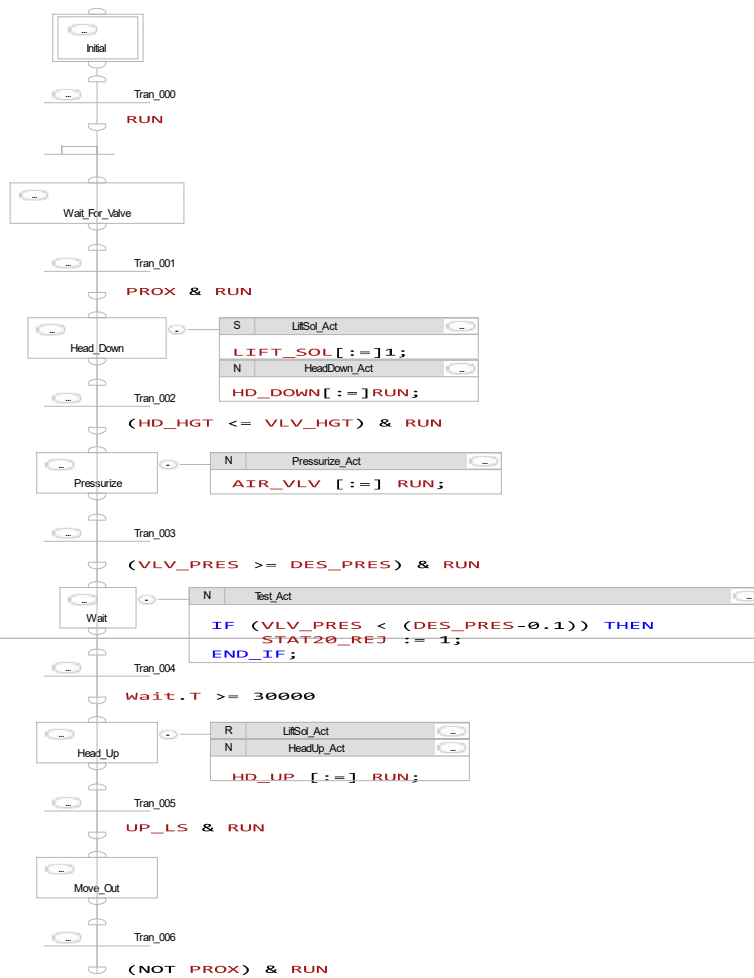 ...
Initial
...
Tran_000
RUN
...
Wait_For_Valve
...
Tran_001
PROX & RUN
...
Head_Down
S LiftSol_Act ...
LIFT_SOL[:=]1;
N HeadDown_Act ...
HD_DOWN[:=]RUN;
...
Tran_002
(HD_HGT <= VLV_HGT) & RUN
...
Pressurize
N Pressurize_Act ...
AIR_VLV [:=] RUN;
...
Tran_003
(VLV_PRES >= DES_PRES) & RUN
...
Wait
N Test_Act ...
IF (VLV_PRES < (DES_PRES-0.1)) THEN
STAT20_REJ := 1;
END_IF;
...
Tran_004
Wait.T >= 30000
...
Head_Up
R LiftSol_Act ...
N HeadUp_Act ...
HD_UP [:=] RUN;
...
Tran_005
UP_LS & RUN
...
Move_Out
...
Tran_006
(NOT PROX) & RUN